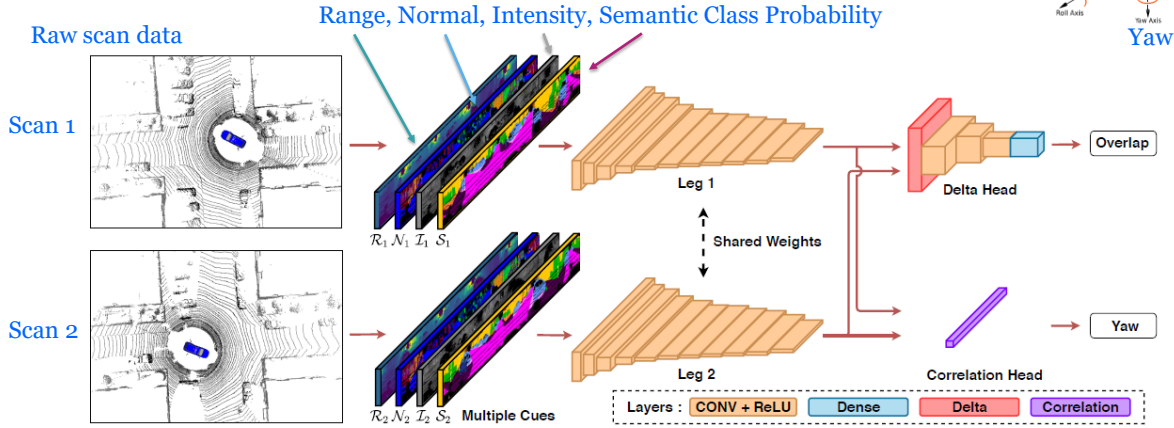 Range, Normal, Intensity, Semantic Class Probability
Roll Axis
Yaw Axis
Raw scan data
Yaw
Scan 1
Leg 1
Delta Head
Overlap
R₁ N₁ I₁ S₁
Shared Weights
Scan 2
Leg 2
Correlation Head
Yaw
R₂ N₂ I₂ S₂
Multiple Cues
Layers : CONV + ReLU Dense Delta Correlation